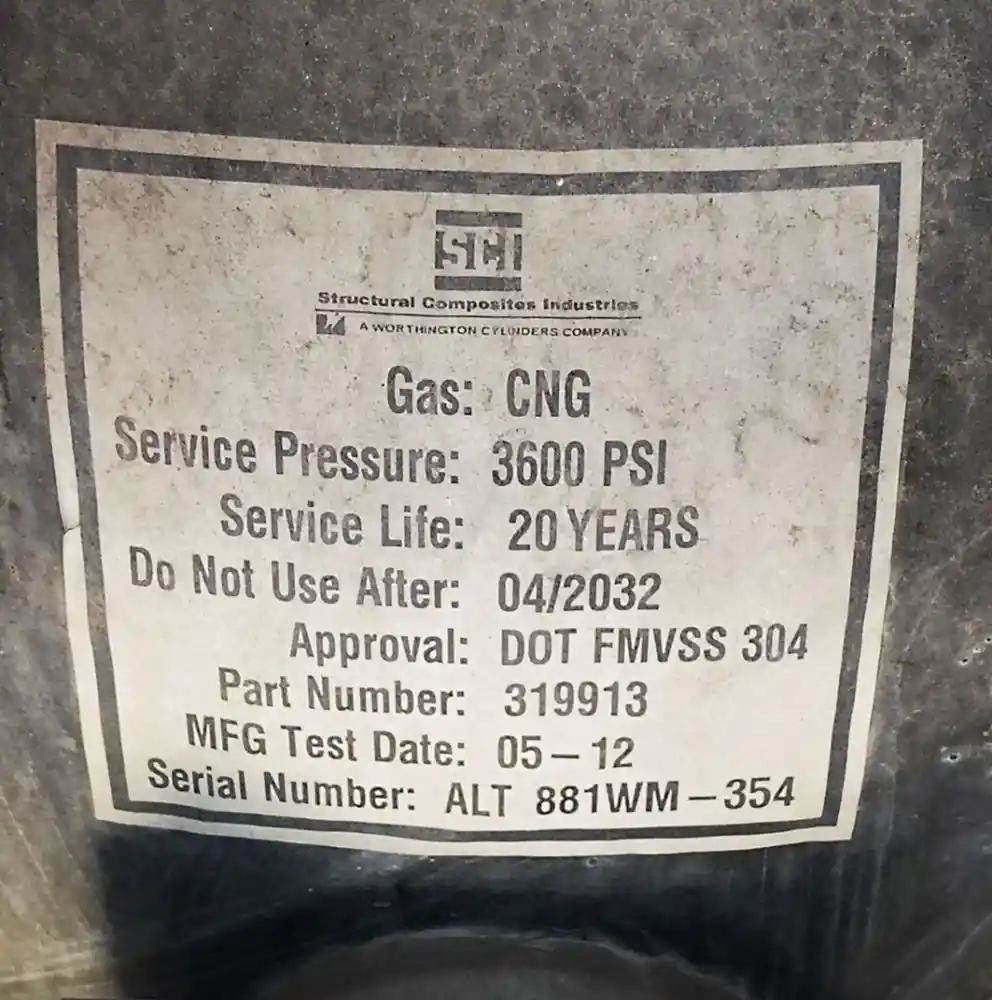 SCI
Structural Composites Industries
A WORTHINGTON CYLINDERS COMPANY
Gas: CNG
Service Pressure: 3600 PSI
Service Life: 20 YEARS
Do Not Use After: 04/2032
Approval: DOT FMVSS 304
Part Number: 319913
MFG Test Date: 05-12
Serial Number: ALT 881WM-354